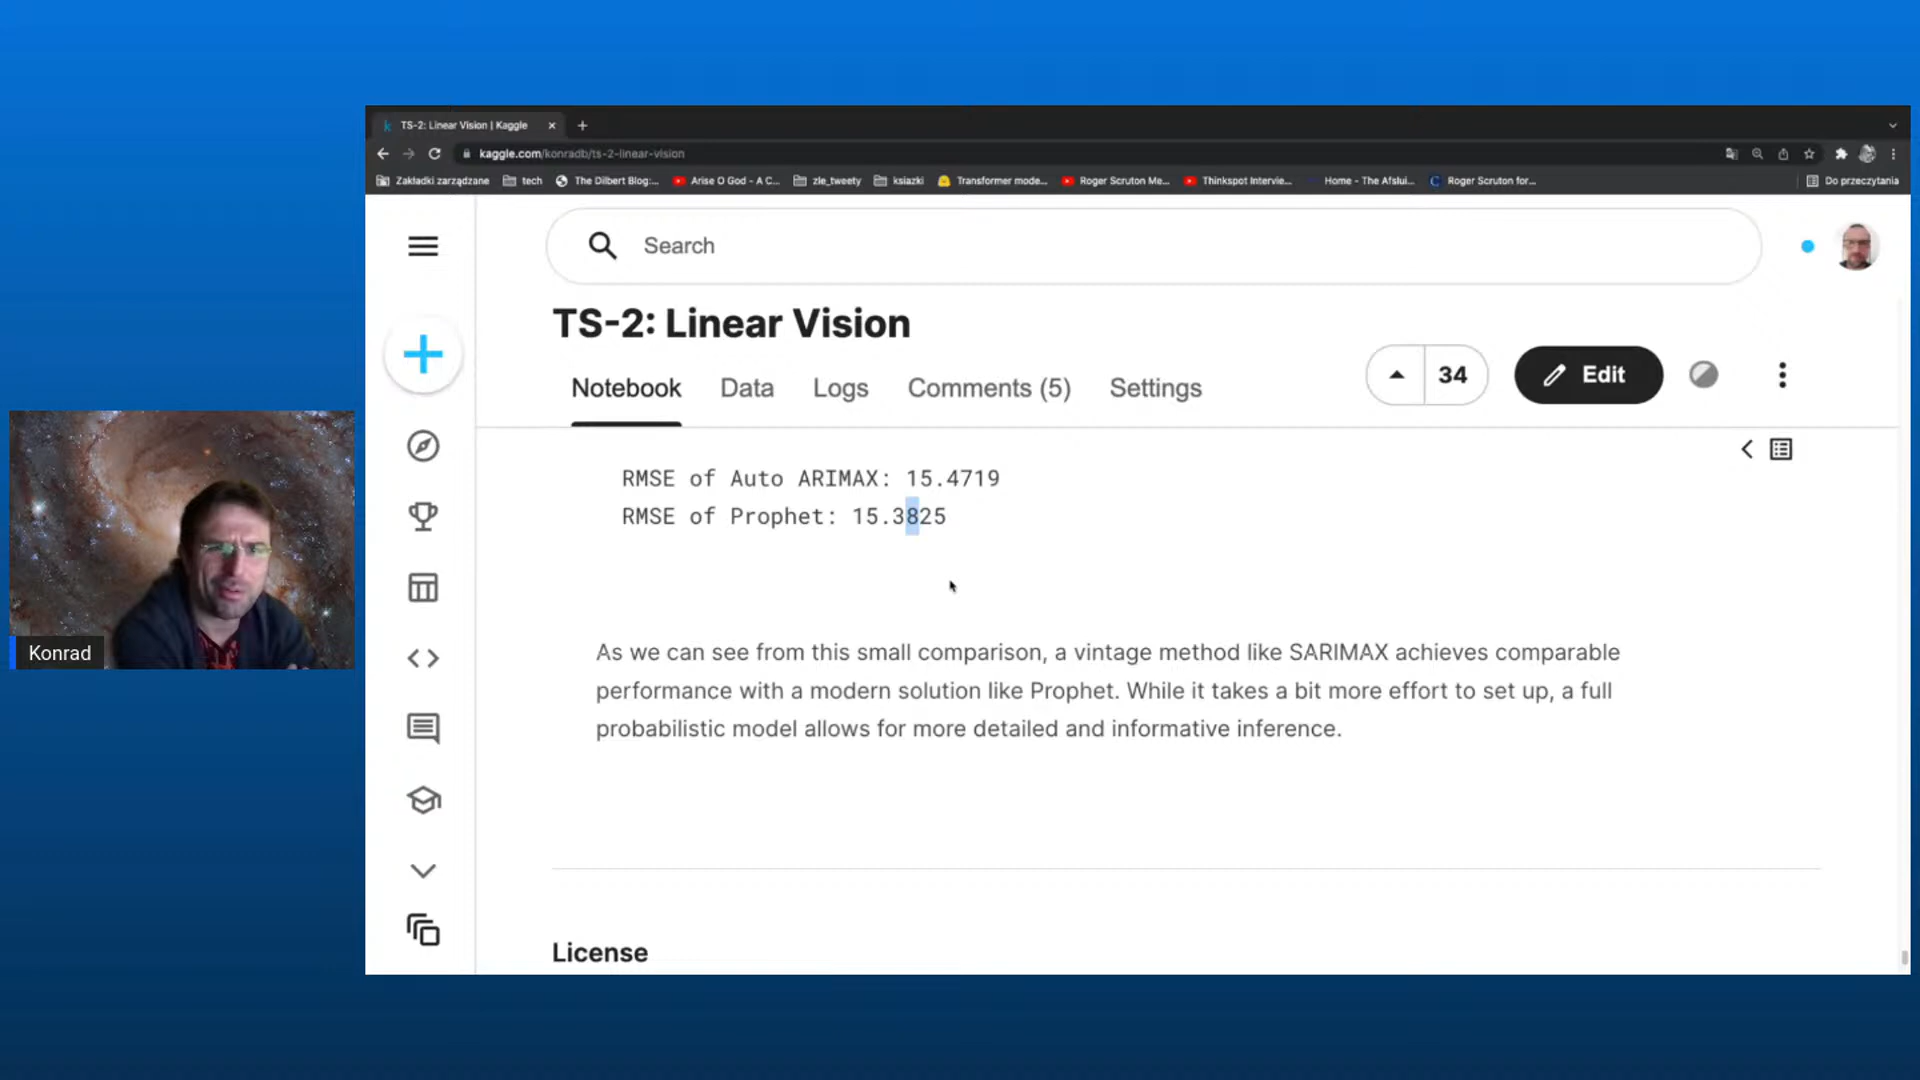 TS-2: Linear Vision | Kaggle
kaggle.com/konradb/ts-2-linear-vision
Zakładki zarządzane
tech
The Dilbert Blog:...
Arise O God - A C...
zle_tweety
ksiazki
Transformer mode...
Roger Scruton Me...
Thinkspot Intervie...
Home - The Afslui...
Roger Scruton for...
Do przeczytania
Search
TS-2: Linear Vision
Notebook
Data
Logs
Comments (5)
Settings
34
Edit
RMSE of Auto ARIMAX: 15.4719
RMSE of Prophet: 15.3825
As we can see from this small comparison, a vintage method like SARIMAX achieves comparable
performance with a modern solution like Prophet. While it takes a bit more effort to set up, a full
probabilistic model allows for more detailed and informative inference.
License
Konrad